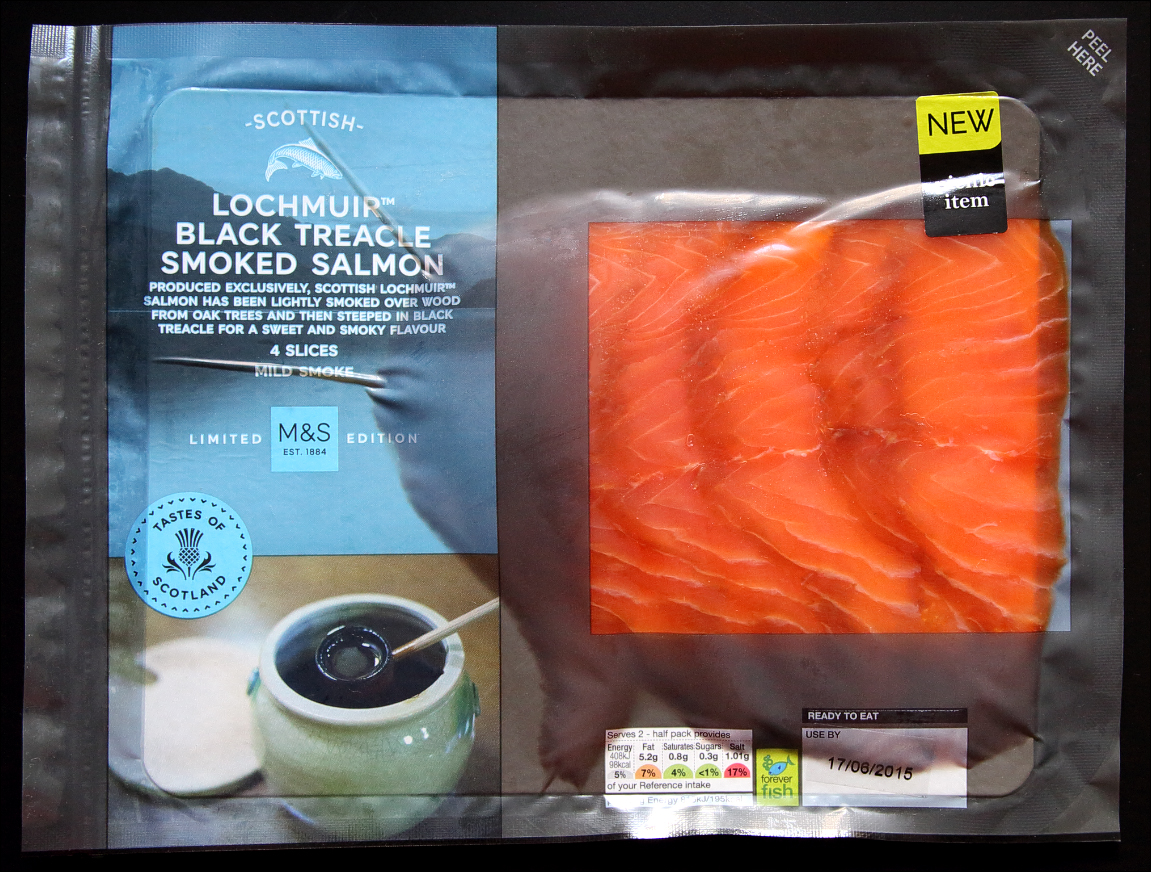 PEEL
HERE
-SCOTTISH-
LOCHMUIR™
BLACK TREACLE
SMOKED SALMON
PRODUCED EXCLUSIVELY, SCOTTISH LOCHMUIR™
SALMON HAS BEEN LIGHTLY SMOKED OVER WOOD
FROM OAK TREES AND THEN STEEPED IN BLACK
TREACLE FOR A SWEET AND SMOKY FLAVOUR
4 SLICES
MILD SMOKE
LIMITED M&S EDITION
EST. 1884
TASTES OF
SCOTLAND
NEW
item
READY TO EAT
USE BY
17/06/2015
Serves 2 - half pack provides
Energy Fat Saturates Sugars Salt
408kJ 5.2g 0.8g 0.3g 1.01g
98kcal
5% 7% 4% <1% 17%
of your Reference intake
Energy
forever
fish